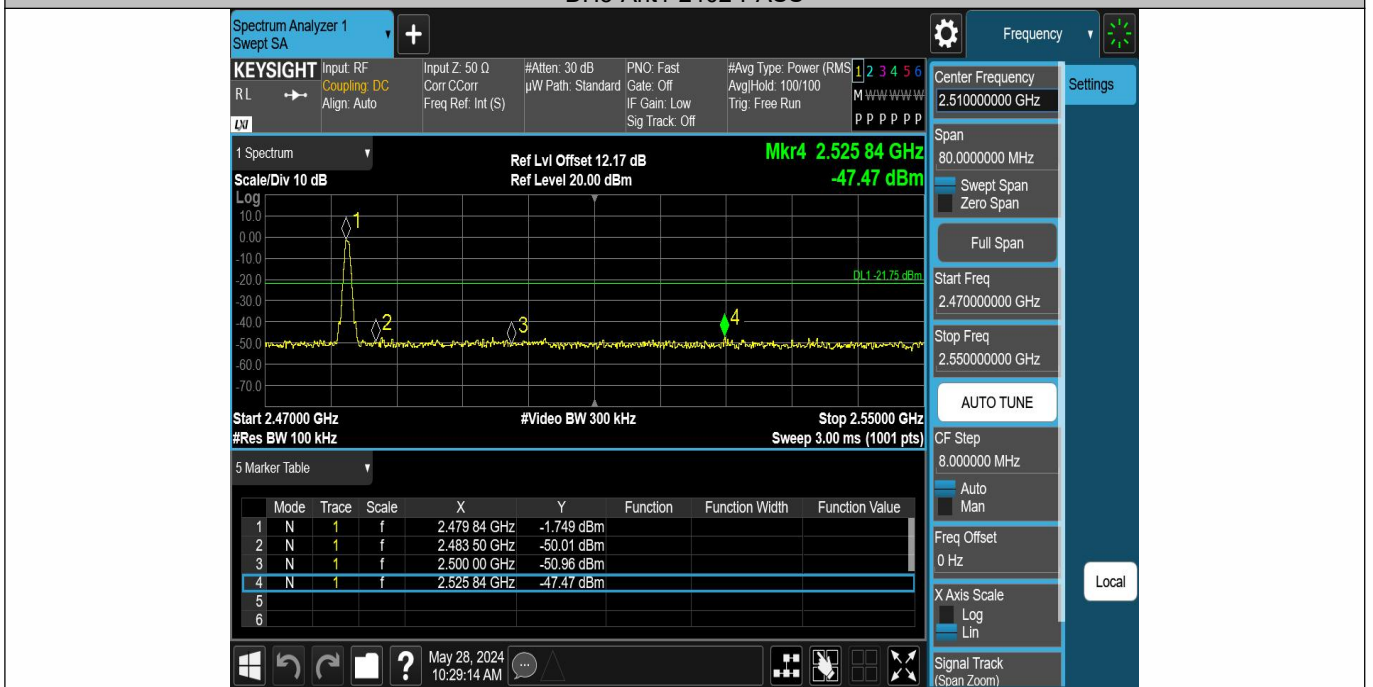 Spectrum Analyzer 1
Swept SA
+
Frequency
KEYSIGHT
RL
LXI
Input: RF
Coupling: DC
Align: Auto
Input Z: 50 Ω
Corr CCorr
Freq Ref: Int (S)
#Atten: 30 dB
µW Path: Standard
PNO: Fast
Gate: Off
IF Gain: Low
Sig Track: Off
#Avg Type: Power (RMS
Avg|Hold: 100/100
Trig: Free Run
1 2 3 4 5 6
M W W W W W
P P P P P P
1 Spectrum
Scale/Div 10 dB
Ref Lvl Offset 12.17 dB
Ref Level 20.00 dBm
Mkr4 2.525 84 GHz
-47.47 dBm
Log
10.0
0.00
-10.0
-20.0
-30.0
-40.0
-50.0
-60.0
-70.0
1
2
3
4
DL1 -21.75 dBm
Start 2.47000 GHz
#Video BW 300 kHz
Stop 2.55000 GHz
#Res BW 100 kHz
Sweep 3.00 ms (1001 pts)
5 Marker Table
Mode Trace Scale X Y Function Function Width Function Value
1 N 1 f 2.479 84 GHz -1.749 dBm
2 N 1 f 2.483 50 GHz -50.01 dBm
3 N 1 f 2.500 00 GHz -50.96 dBm
4 N 1 f 2.525 84 GHz -47.47 dBm
5
6
?
May 28, 2024
10:29:14 AM
Center Frequency
2.510000000 GHz
Settings
Span
80.0000000 MHz
Swept Span
Zero Span
Full Span
Start Freq
2.470000000 GHz
Stop Freq
2.550000000 GHz
AUTO TUNE
CF Step
8.000000 MHz
Auto
Man
Freq Offset
0 Hz
X Axis Scale
Log
Lin
Local
Signal Track
(Span Zoom)